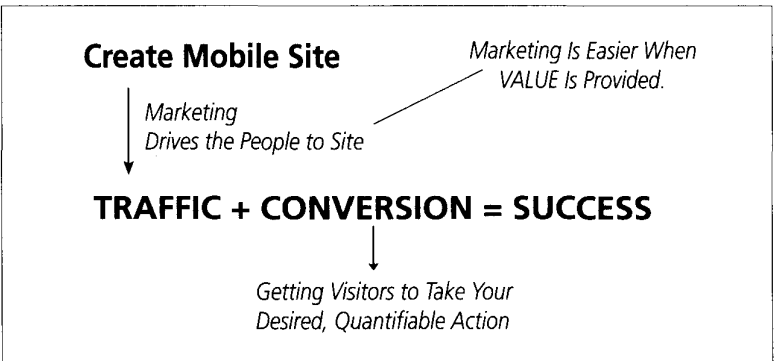 Create Mobile Site
Marketing Is Easier When
VALUE Is Provided.
Marketing
Drives the People to Site
TRAFFIC + CONVERSION = SUCCESS
Getting Visitors to Take Your
Desired, Quantifiable Action